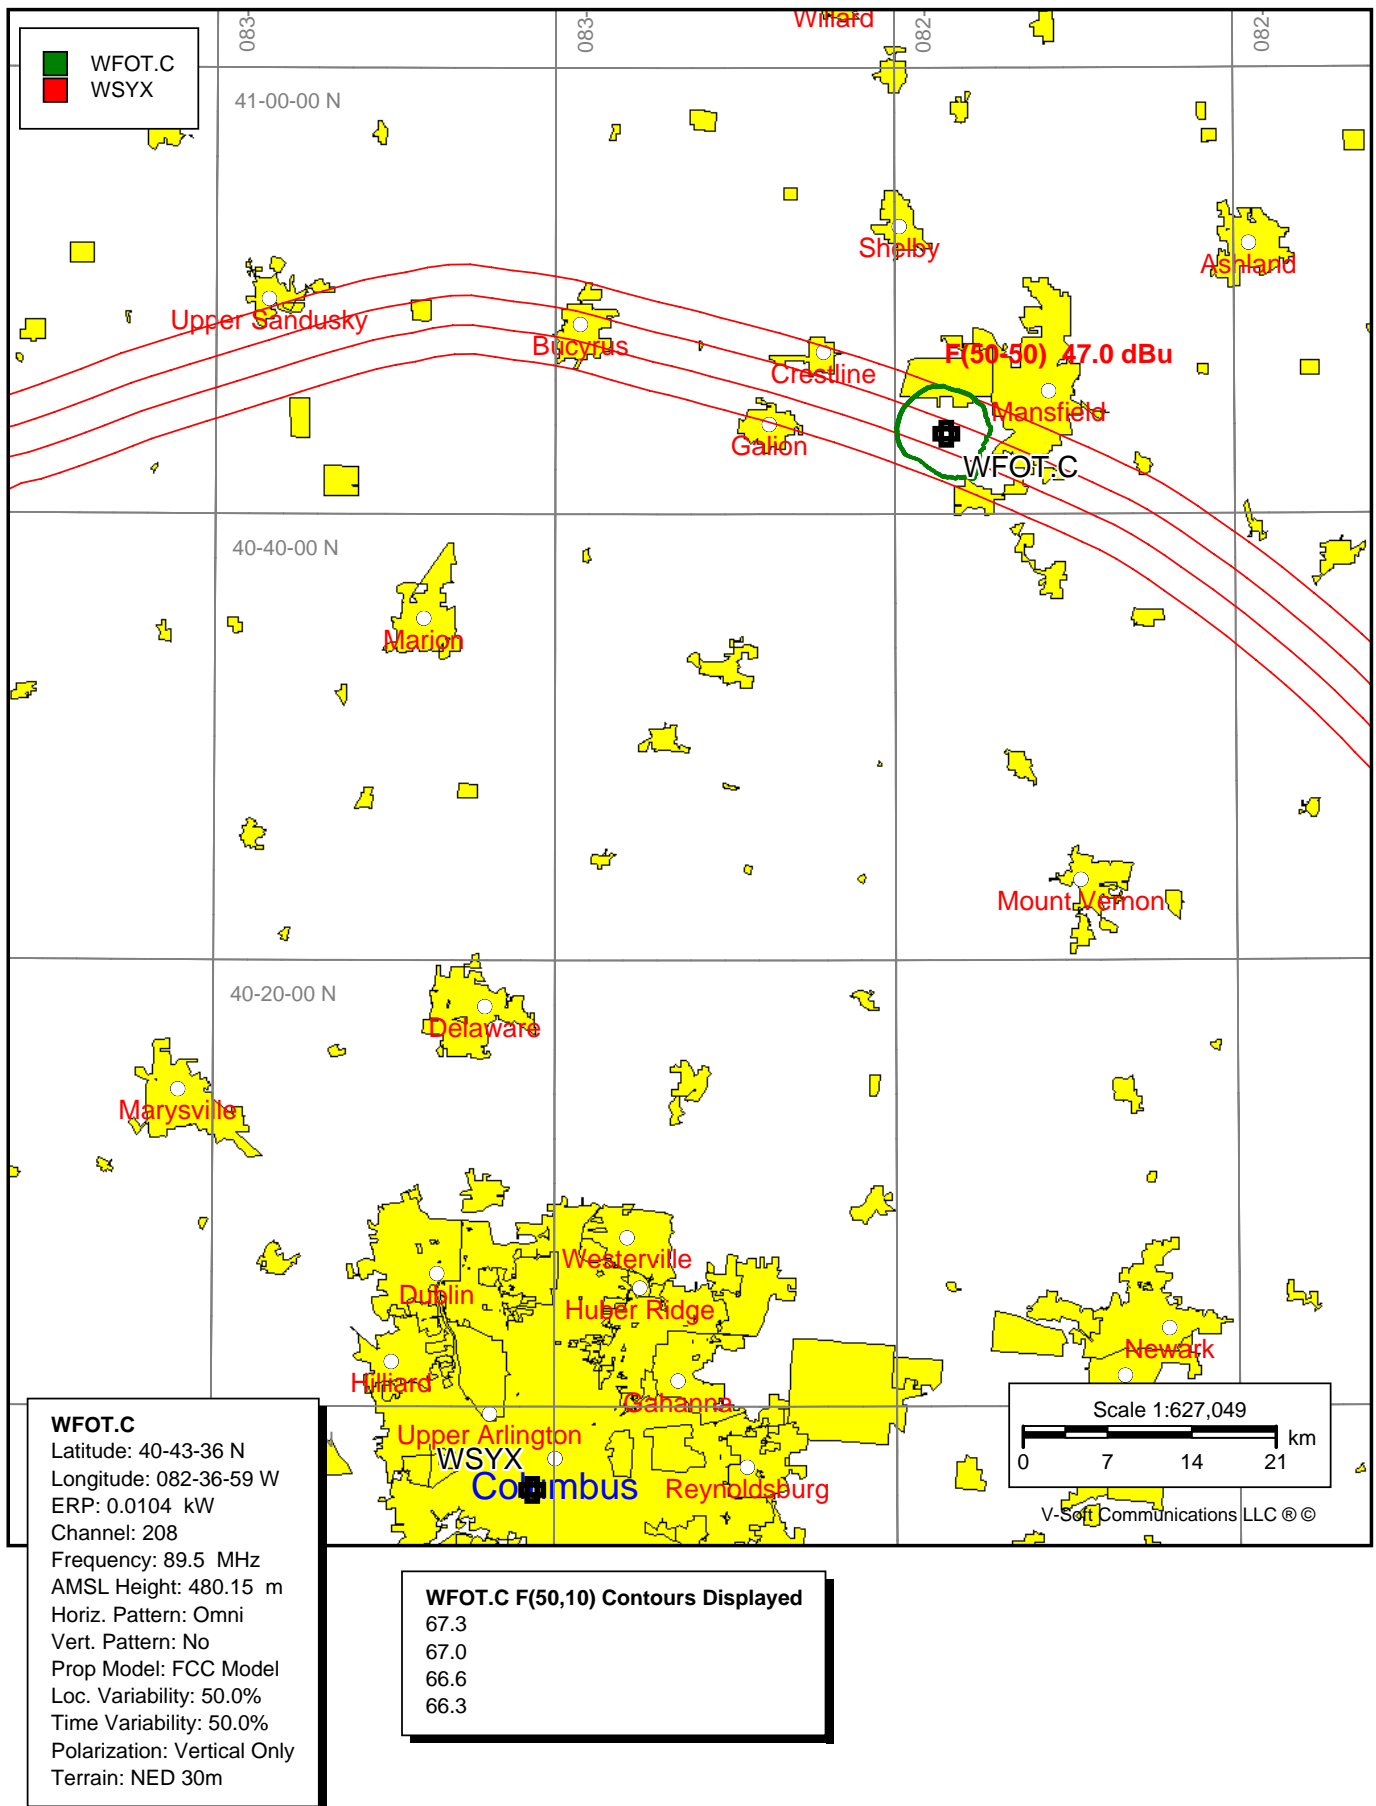 Willard
083-
083
082
082-
WFOT.C
WSYX
41-00-00 N
Shelby
Ashland
Upper Sandusky
Bucyrus
F(50-50) 47.0 dBu
Crestline
Mansfield
Galion
WFOT.C
40-40-00 N
Marion
Mount Vernon
40-20-00 N
Delaware
Marysville
Westerville
Dublin
Huber Ridge
Newark
Hilliard
Gahanna
Upper Arlington
WSYX
Columbus
Reynoldsburg
Scale 1:627,049
km
0 7 14 21
V-Soft Communications LLC ® ©
WFOT.C
Latitude: 40-43-36 N
Longitude: 082-36-59 W
ERP: 0.0104 kW
Channel: 208
Frequency: 89.5 MHz
AMSL Height: 480.15 m
Horiz. Pattern: Omni
Vert. Pattern: No
Prop Model: FCC Model
Loc. Variability: 50.0%
Time Variability: 50.0%
Polarization: Vertical Only
Terrain: NED 30m
WFOT.C F(50,10) Contours Displayed
67.3
67.0
66.6
66.3